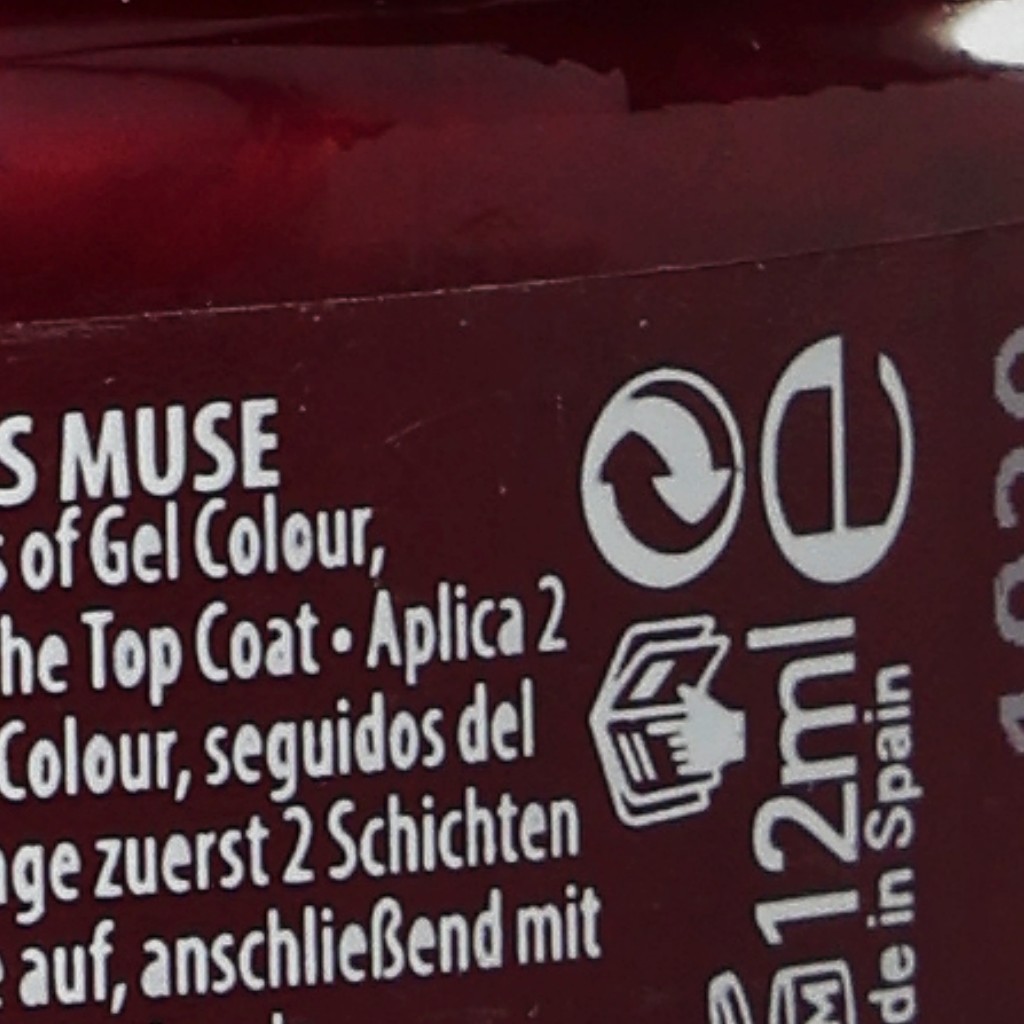 S MUSE
s of Gel Colour,
he Top Coat • Aplica 2
Colour, seguidos del
age zuerst 2 Schichten
auf, anschließend mit
e
12ml
de in Spain
M